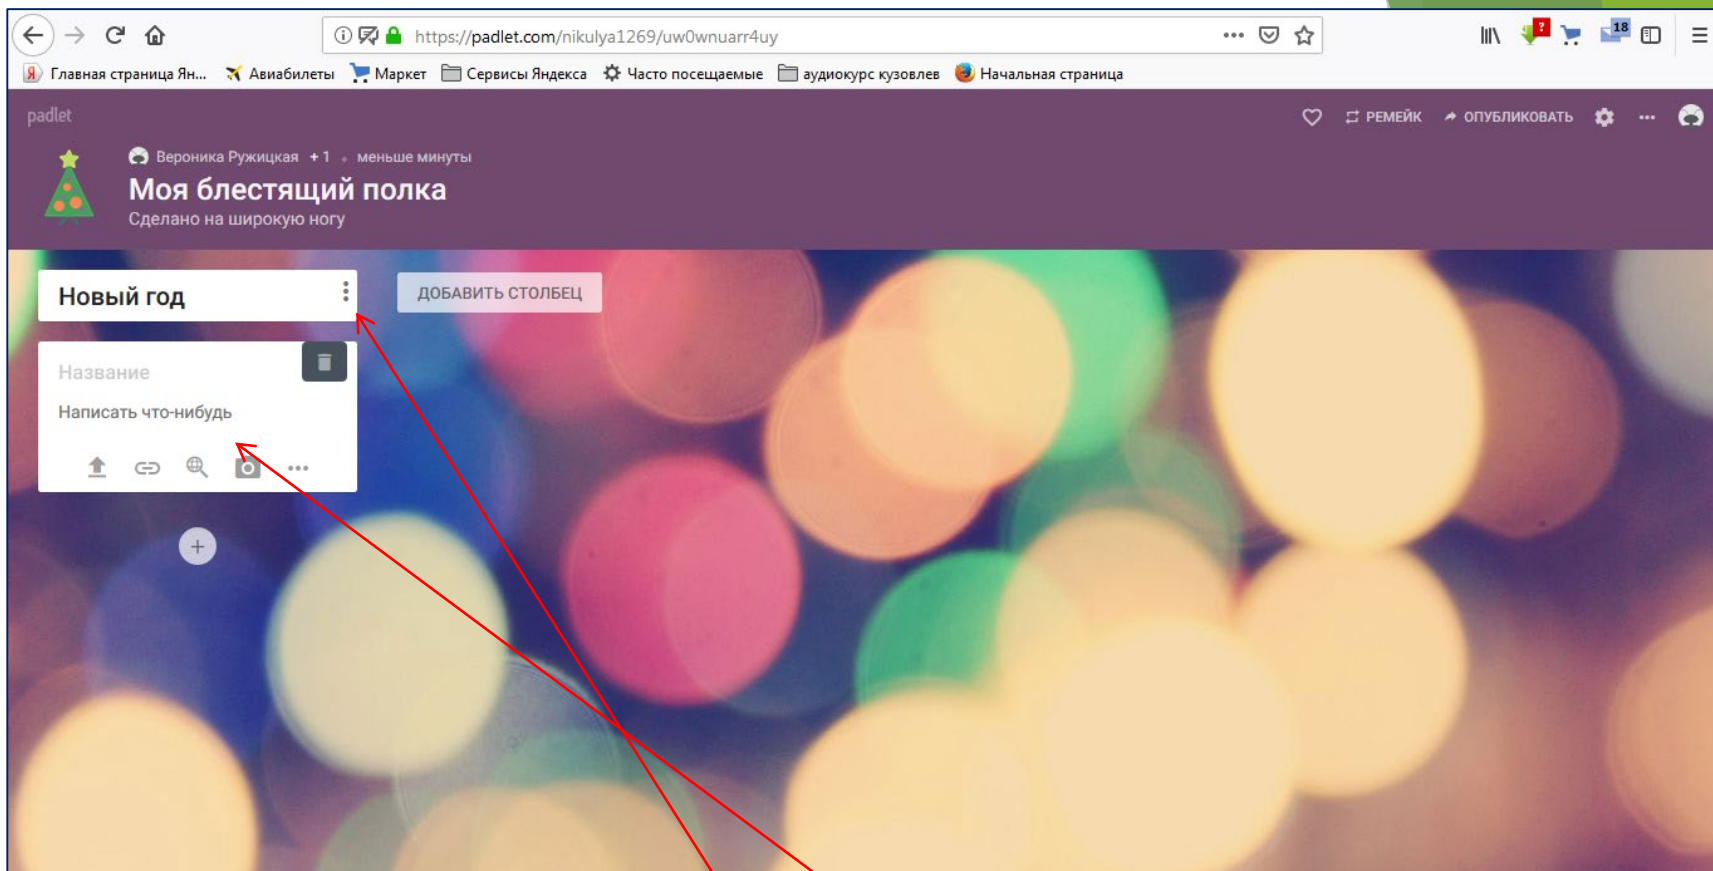 https://padlet.com/nikulya1269/uw0wnuarr4uy
? 18
Главная страница Ян... Авиабилеты Маркет Сервисы Яндекса Часто посещаемые аудиокурс кузовлев Начальная страница
padlet
РЕМЕЙК ОПУБЛИКОВАТЬ
Вероника Ружицкая + 1 меньше минуты
Моя блестящий полка
Сделано на широкую ногу
Новый год
ДОБАВИТЬ СТОЛБЕЦ
Название
Написать что-нибудь